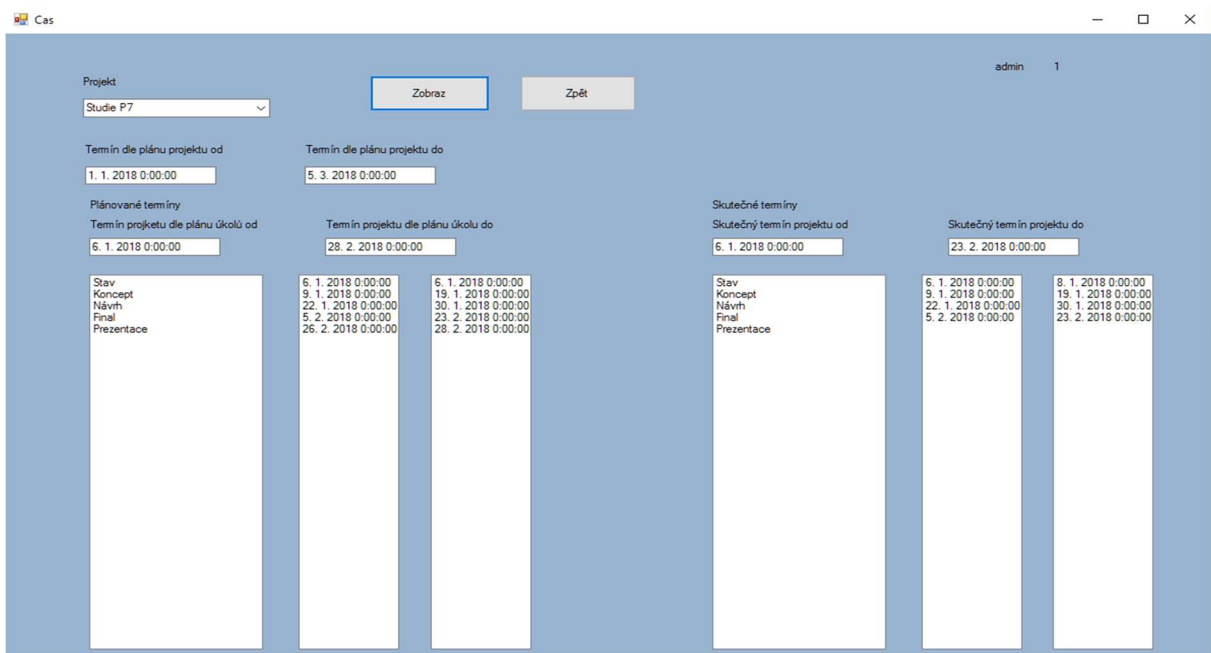 Cas
admin 1
Projekt
Studie P7
Zobraz
Zpět
Termín dle plánu projektu od
Termín dle plánu projektu do
1. 1. 2018 0:00:00
5. 3. 2018 0:00:00
Plánované termíny
Termín projketu dle plánu úkolů od
Termín projektu dle plánu úkolu do
6. 1. 2018 0:00:00
28. 2. 2018 0:00:00
Stav 6. 1. 2018 0:00:00 6. 1. 2018 0:00:00
Koncept 9. 1. 2018 0:00:00 19. 1. 2018 0:00:00
Návrh 22. 1. 2018 0:00:00 30. 1. 2018 0:00:00
Final 5. 2. 2018 0:00:00 23. 2. 2018 0:00:00
Prezentace 26. 2. 2018 0:00:00 28. 2. 2018 0:00:00
Skutečné termíny
Skutečný termín projektu od
Skutečný termín projektu do
6. 1. 2018 0:00:00
23. 2. 2018 0:00:00
Stav 6. 1. 2018 0:00:00 8. 1. 2018 0:00:00
Koncept 9. 1. 2018 0:00:00 19. 1. 2018 0:00:00
Návrh 22. 1. 2018 0:00:00 30. 1. 2018 0:00:00
Final 5. 2. 2018 0:00:00 23. 2. 2018 0:00:00
Prezentace